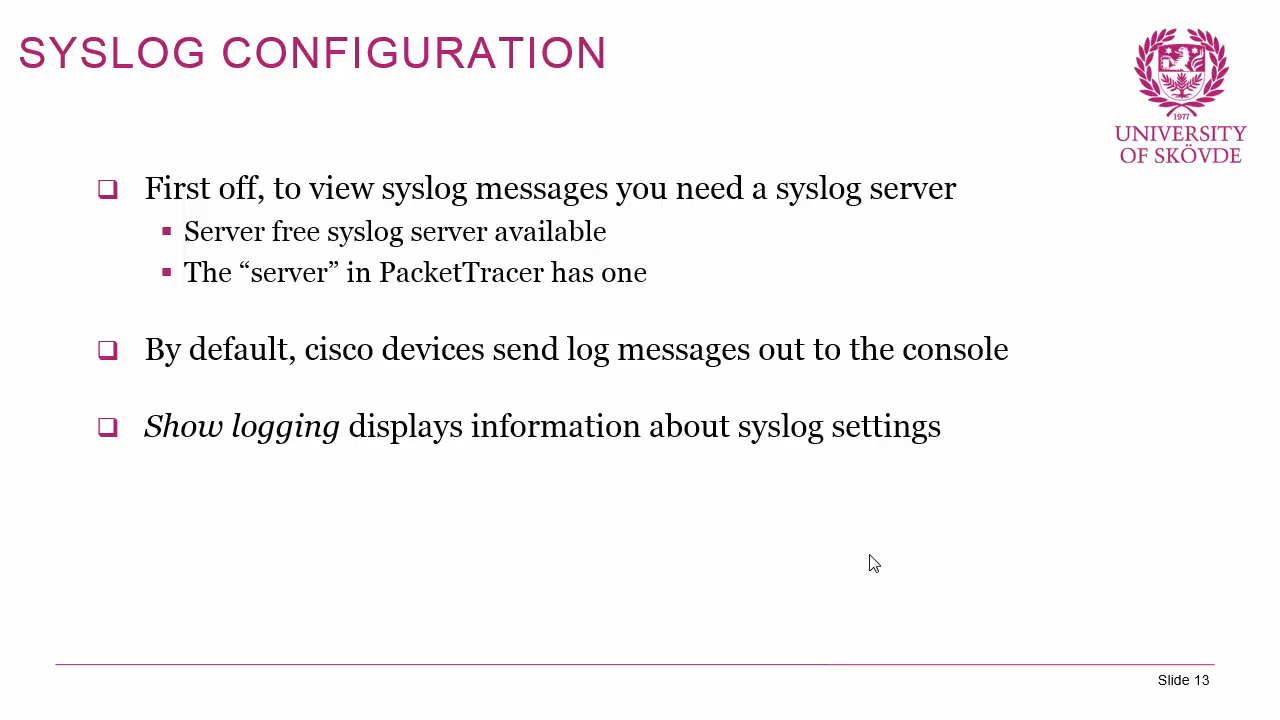 SYSLOG CONFIGURATION
1977
UNIVERSITY
OF SKÖVDE
First off, to view syslog messages you need a syslog server
Server free syslog server available
The “server” in PacketTracer has one
By default, cisco devices send log messages out to the console
Show logging displays information about syslog settings
Slide 13